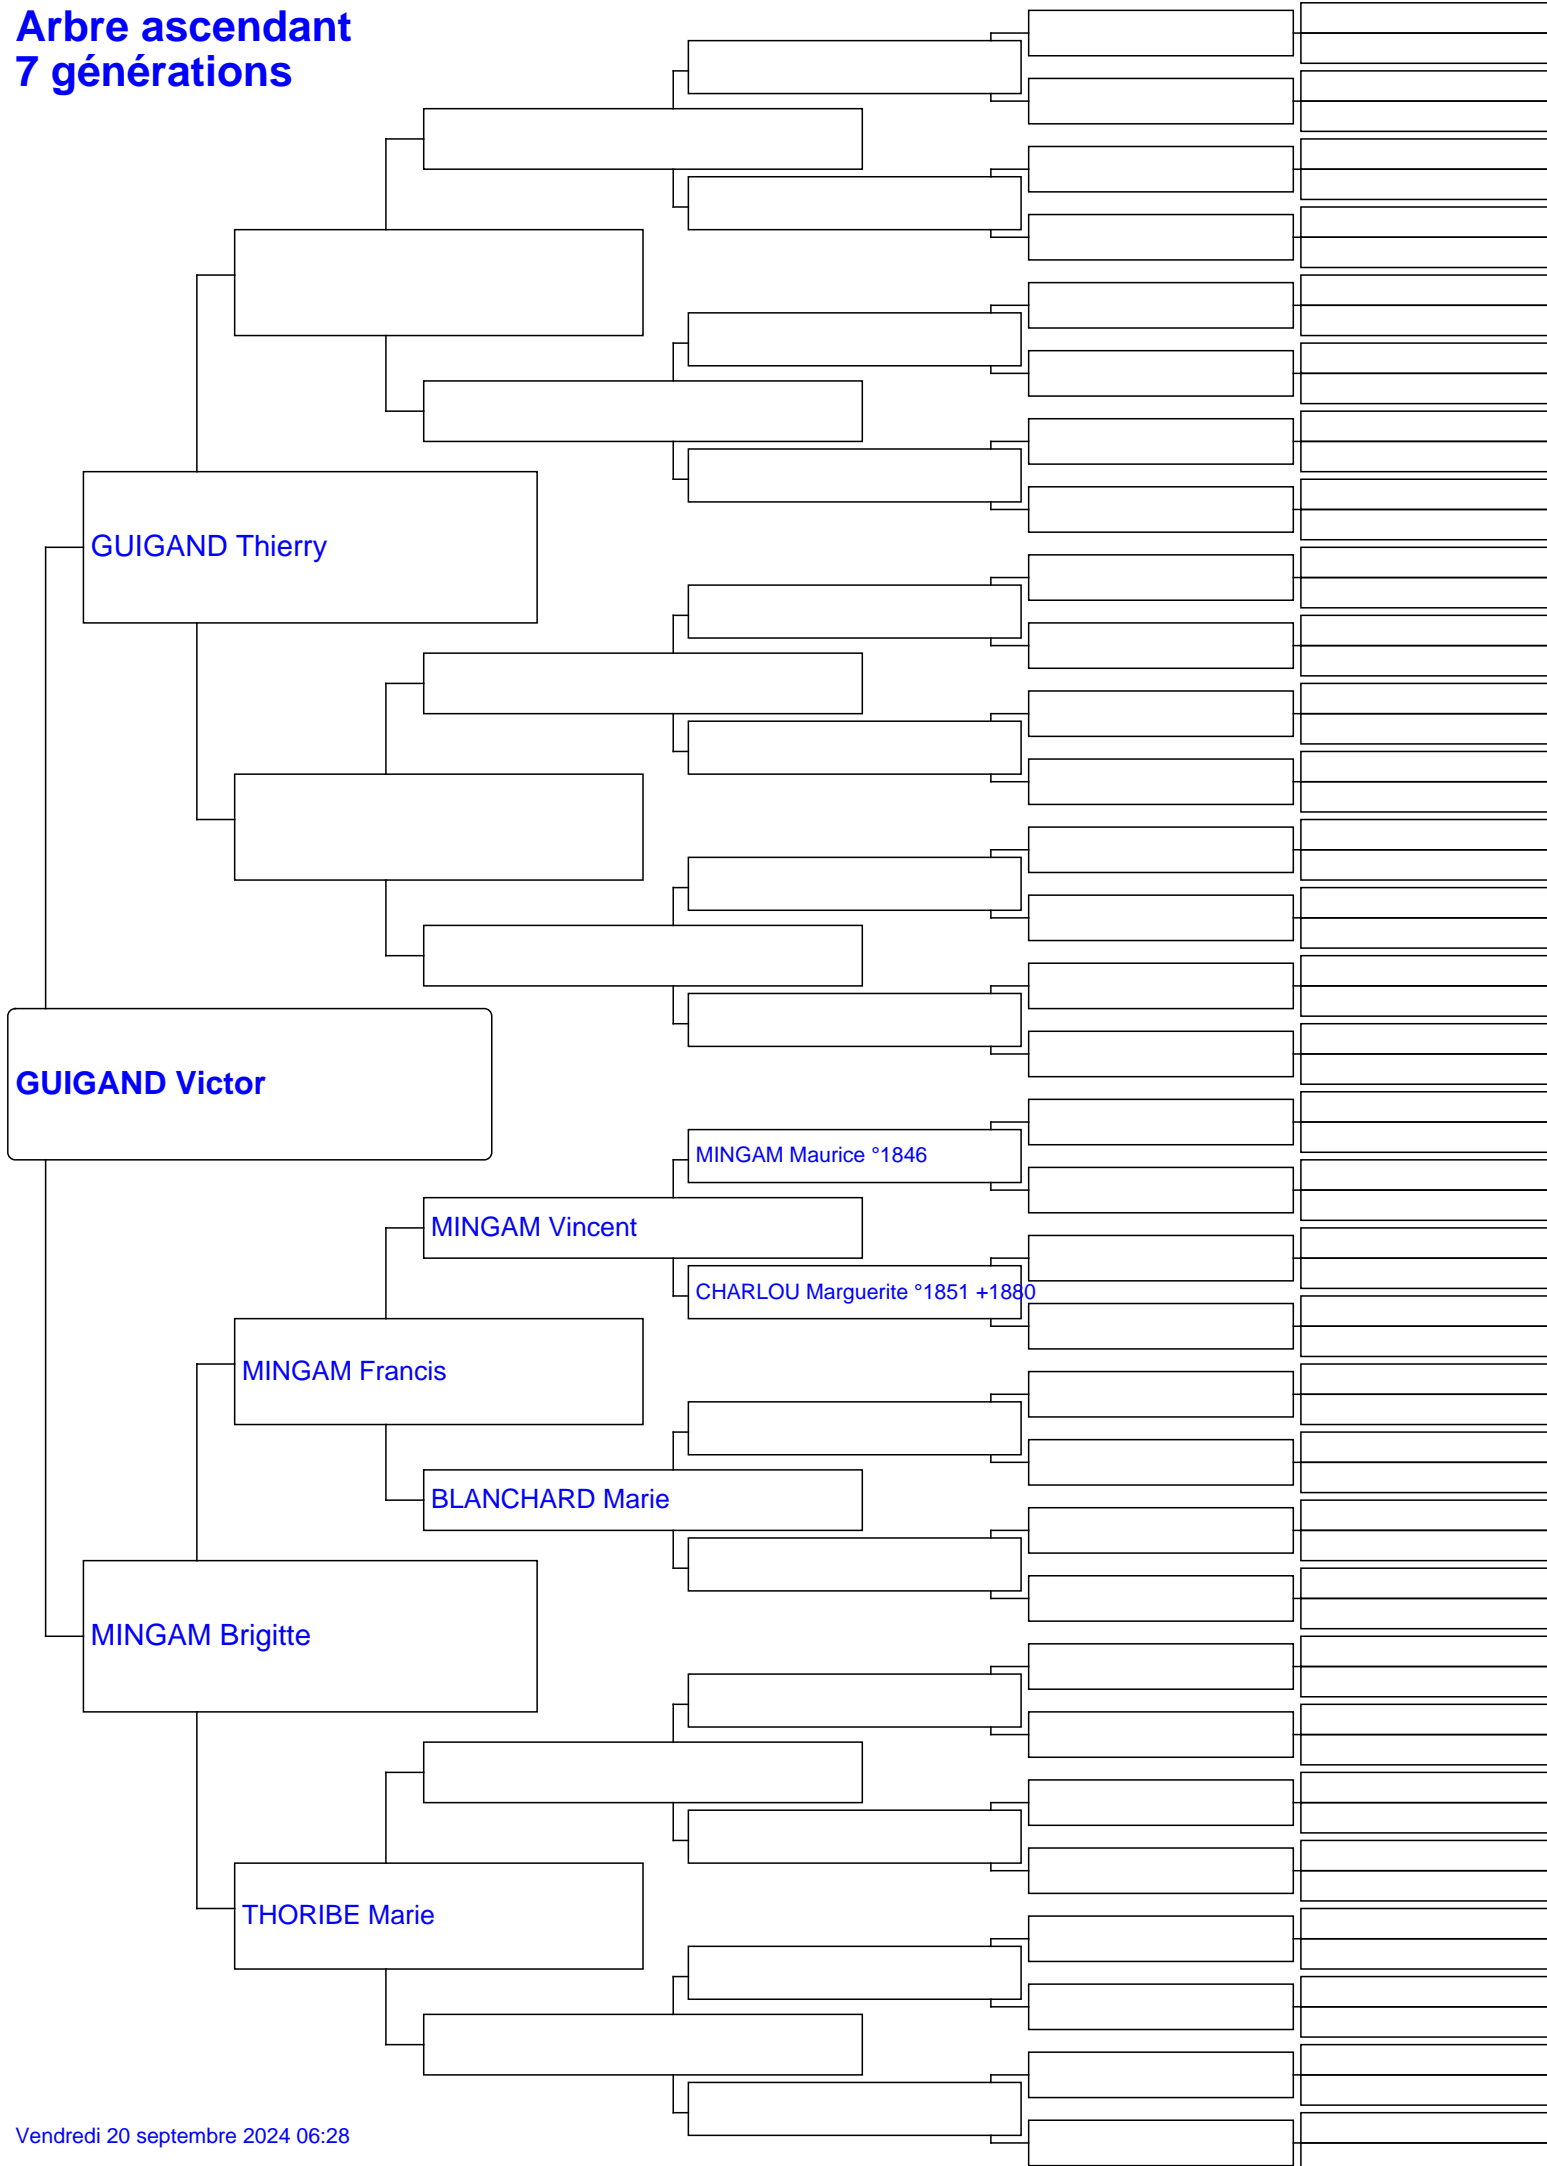 Arbre ascendant
7 générations
GUIGAND Thierry
GUIGAND Victor
MINGAM Maurice °1846
MINGAM Vincent
CHARLOU Marguerite °1851 +1880
MINGAM Francis
BLANCHARD Marie
MINGAM Brigitte
THORIBE Marie
Vendredi 20 septembre 2024 06:28